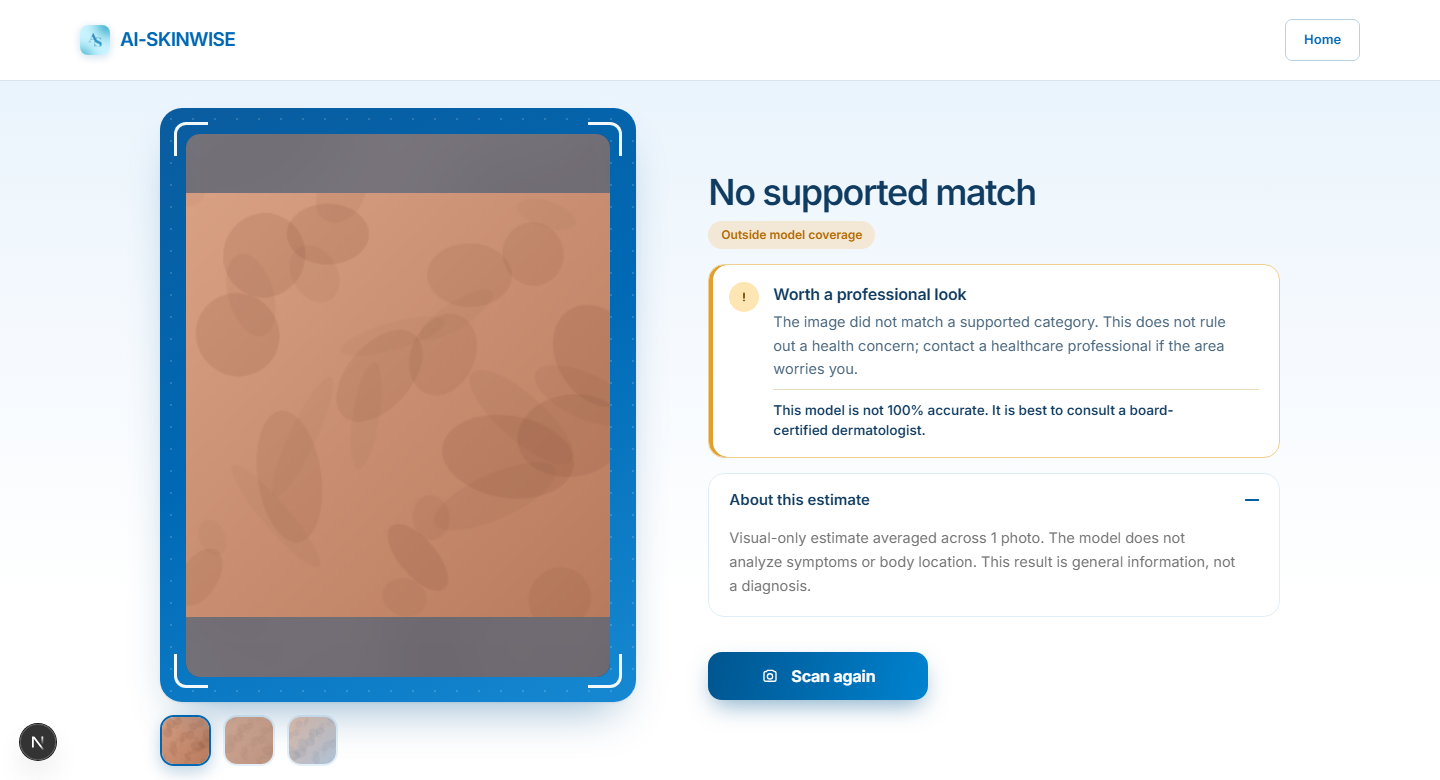 AI-SKINWISE
Home
No supported match
Outside model coverage
!
Worth a professional look
The image did not match a supported category. This does not rule
out a health concern; contact a healthcare professional if the area
worries you.
This model is not 100% accurate. It is best to consult a board-
certified dermatologist.
About this estimate
Visual-only estimate averaged across 1 photo. The model does not
analyze symptoms or body location. This result is general information, not
a diagnosis.
Scan again
N